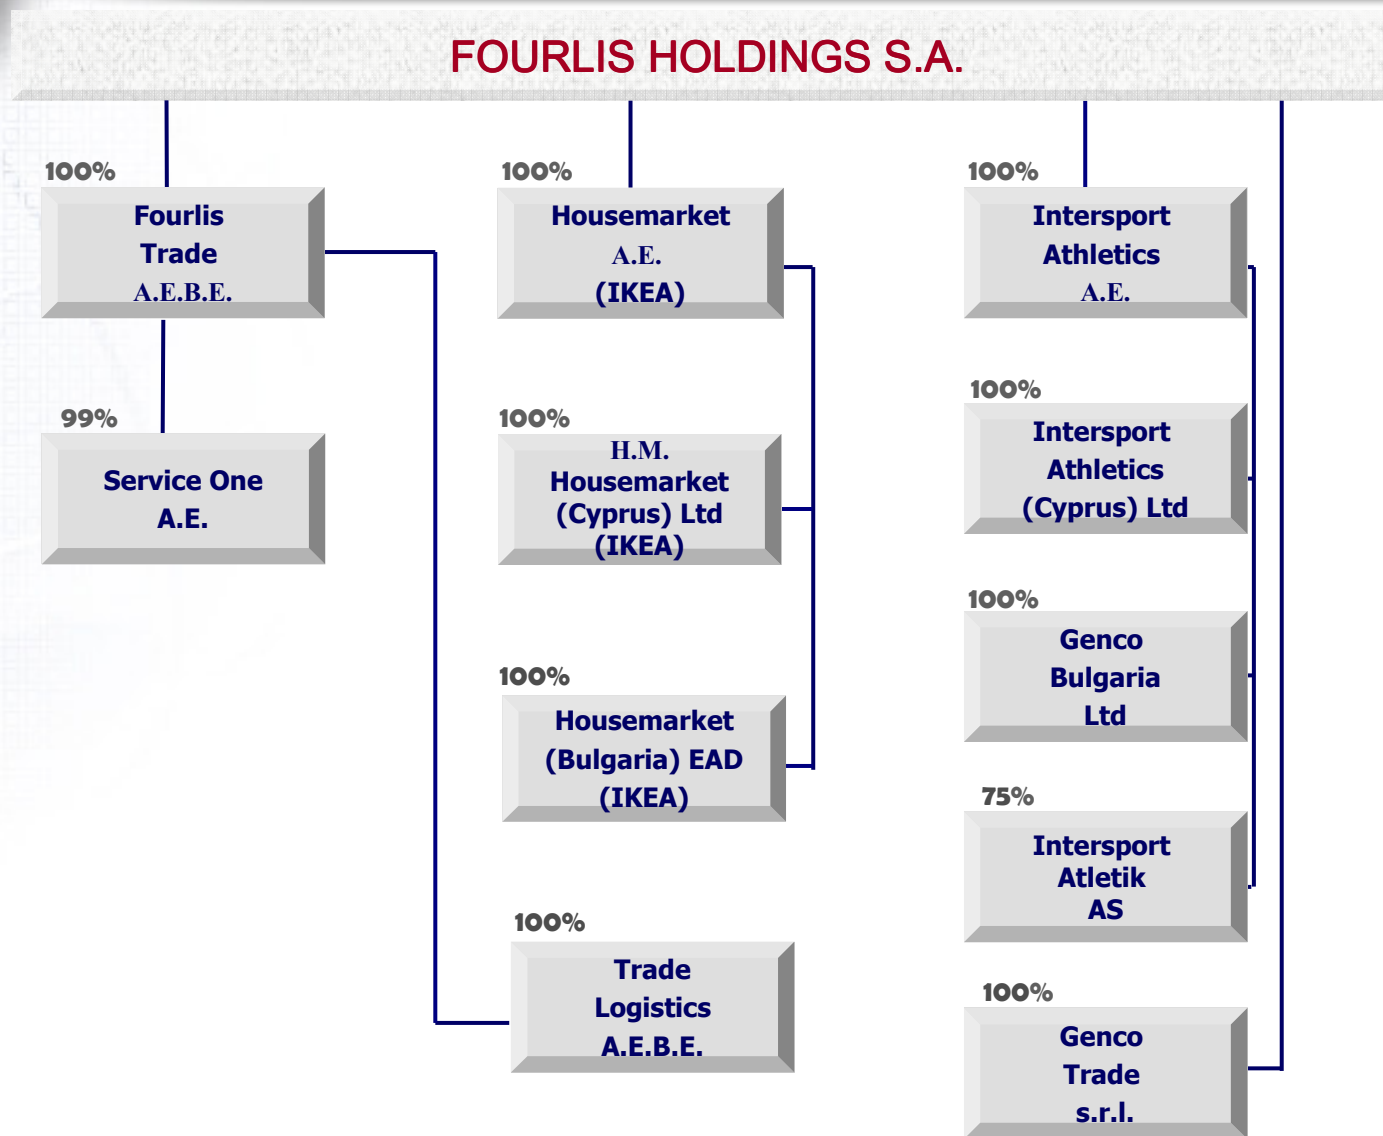 FOURLIS HOLDINGS S.A.
100%
Fourlis
Trade
A.E.B.E.
99%
Service One
A.E.
100%
Housemarket
A.E.
(IKEA)
100%
H.M.
Housemarket
(Cyprus) Ltd
(IKEA)
100%
Housemarket
(Bulgaria) EAD
(IKEA)
100%
Trade
Logistics
A.E.B.E.
100%
Intersport
Athletics
A.E.
100%
Intersport
Athletics
(Cyprus) Ltd
100%
Genco
Bulgaria
Ltd
75%
Intersport
Atletik
AS
100%
Genco
Trade
s.r.l.